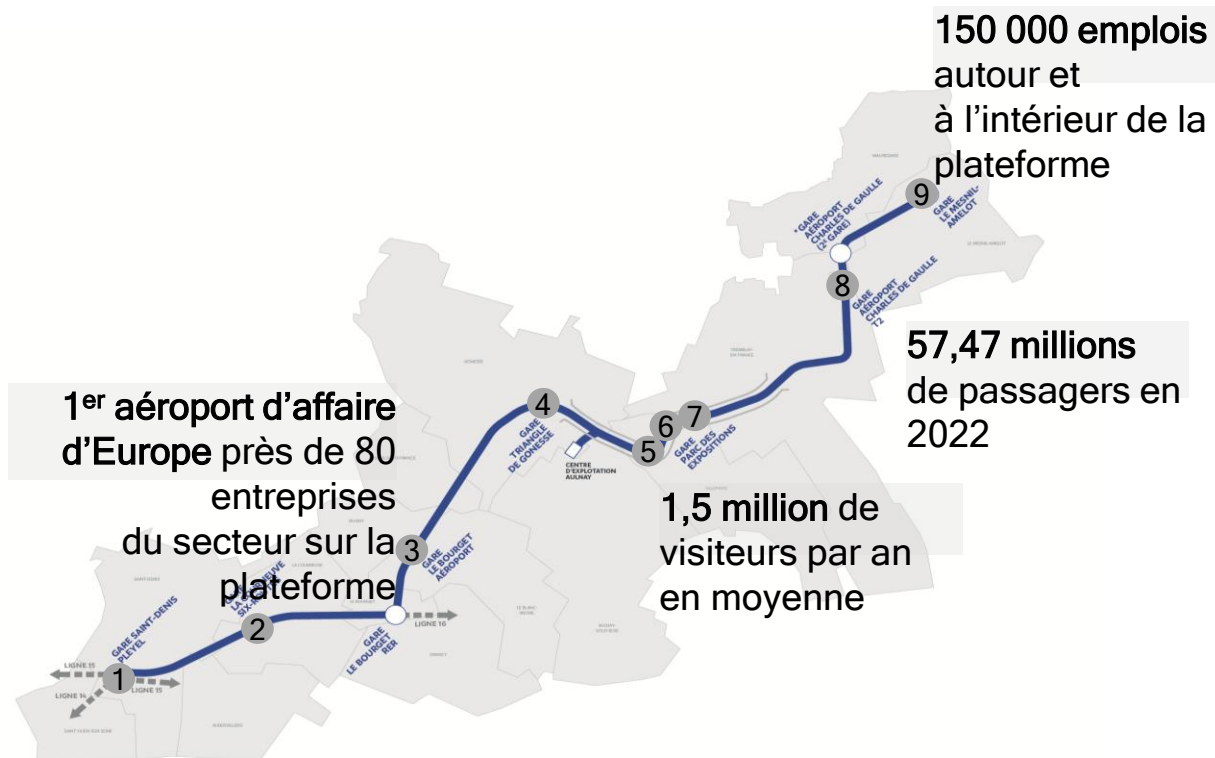 150 000 emplois
autour et
à l’intérieur de la
plateforme
9
GARE
LE MESNIL-
AMELOT
* GARE
AÉROPORT
CHARLES DE GAULLE
(2e GARE)
8
GARE
AÉROPORT
CHARLES DE GAULLE
T2
57,47 millions
de passagers en
2022
1er aéroport d’affaire
d’Europe près de 80
entreprises
du secteur sur la
plateforme
4
GARE
TRIANGLE
DE GONESSE
5
6
7
GARE
PARC DES
EXPOSITIONS
CENTRE
D'EXPLOTATION
AULNAY
1,5 million de
visiteurs par an
en moyenne
3
GARE
LE BOURGET
AÉROPORT
2
GARE
LE BOURGET
RER
LIGNE 16
GARE SAINT-DENIS
PLEYEL
1
LIGNE 15
LIGNE 15
LIGNE 14
SAINT-DENIS
AUBERVILLIERS